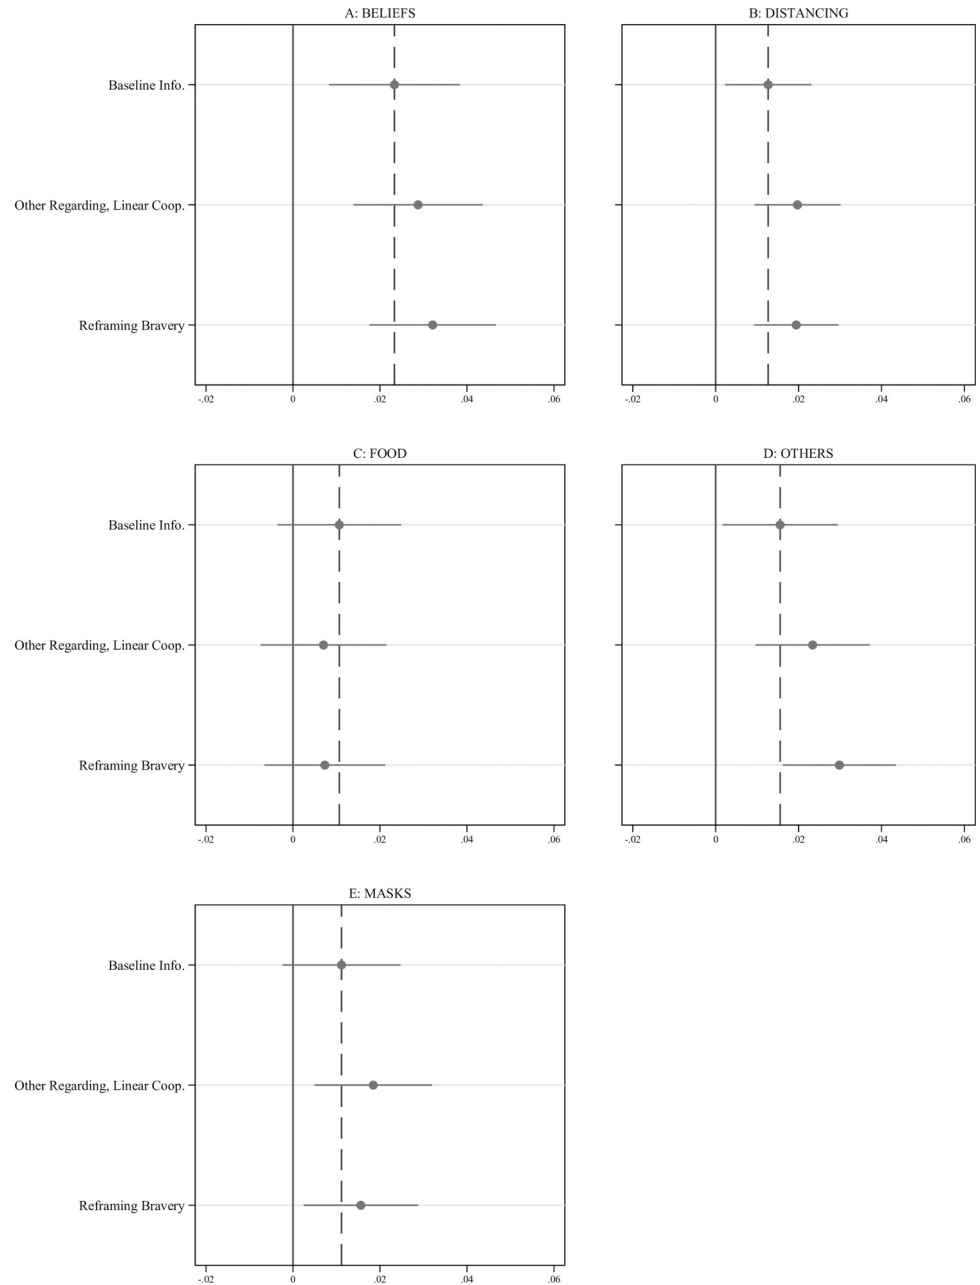 A: BELIEFS
B: DISTANCING
Baseline Info.
Other Regarding, Linear Coop.
Reframing Bravery
-.02 0 .02 .04 .06
-.02 0 .02 .04 .06
C: FOOD
D: OTHERS
Baseline Info.
Other Regarding, Linear Coop.
Reframing Bravery
-.02 0 .02 .04 .06
-.02 0 .02 .04 .06
E: MASKS
Baseline Info.
Other Regarding, Linear Coop.
Reframing Bravery
-.02 0 .02 .04 .06